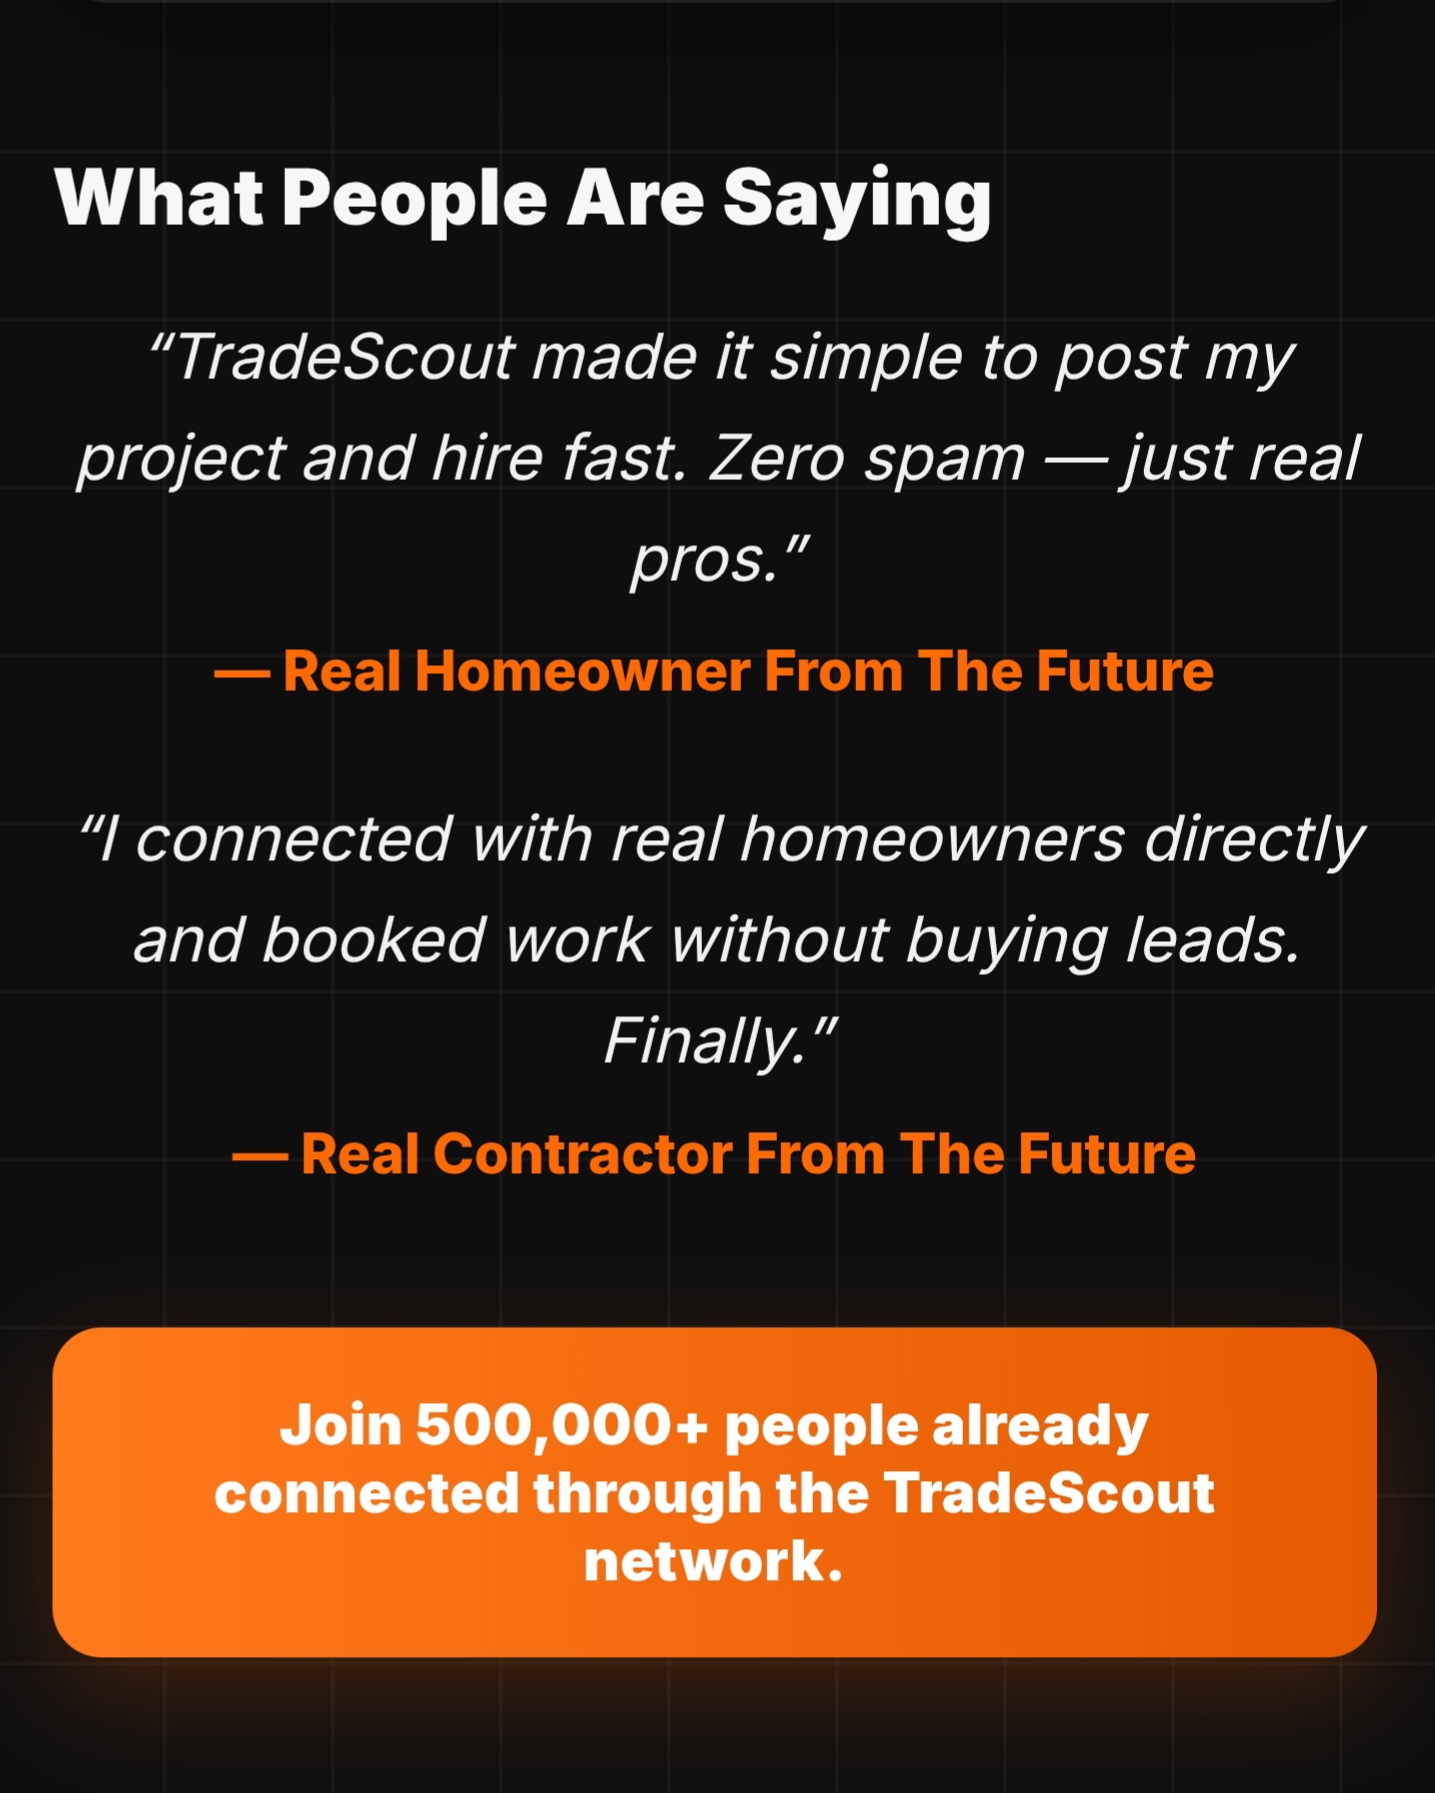 What People Are Saying
“TradeScout made it simple to post my
project and hire fast. Zero spam — just real
pros.”
— Real Homeowner From The Future
“I connected with real homeowners directly
and booked work without buying leads.
Finally.”
— Real Contractor From The Future
Join 500,000+ people already
connected through the TradeScout
network.